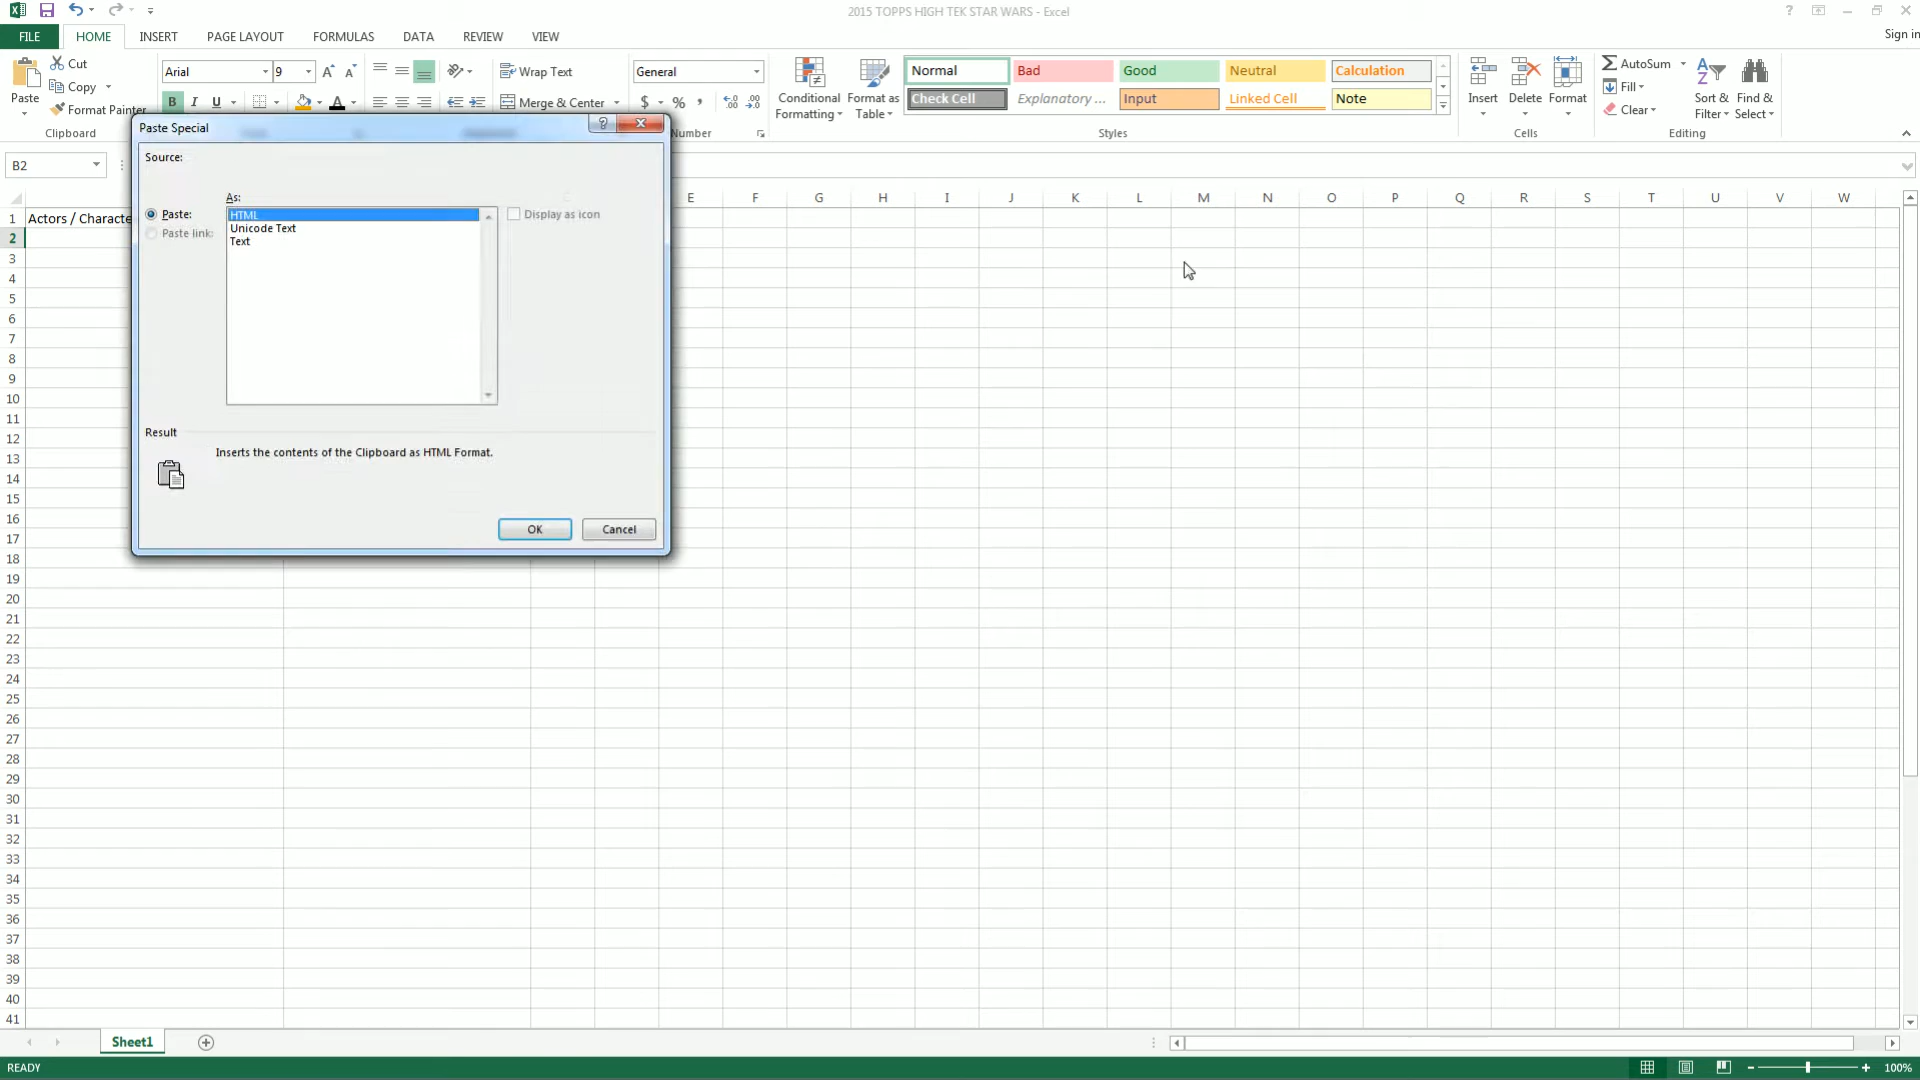 2015 TOPPS HIGH TEK STAR WARS - Excel
?
Sign in
FILE HOME INSERT PAGE LAYOUT FORMULAS DATA REVIEW VIEW
Paste
Cut
Copy
Format Painter
Clipboard
Arial 9
B I U
Wrap Text
Merge & Center
General
$ % ,
Number
Conditional Formatting
Format as Table
Normal Bad Good Neutral Calculation
Check Cell Explanatory ... Input Linked Cell Note
Styles
Insert Delete Format
Cells
AutoSum
Fill
Clear
Sort & Filter
Find & Select
Editing
B2
E F G H I J K L M N O P Q R S T U V W
1 Actors / Characte
2
3
4
5
6
7
8
9
10
11
12
13
14
15
16
17
18
19
20
21
22
23
24
25
26
27
28
29
30
31
32
33
34
35
36
37
38
39
40
41
Paste Special
?
Source:
As:
Paste:
Paste link:
HTML
Unicode Text
Text
Display as icon
Result
Inserts the contents of the Clipboard as HTML Format.
OK Cancel
Sheet1
READY
100%